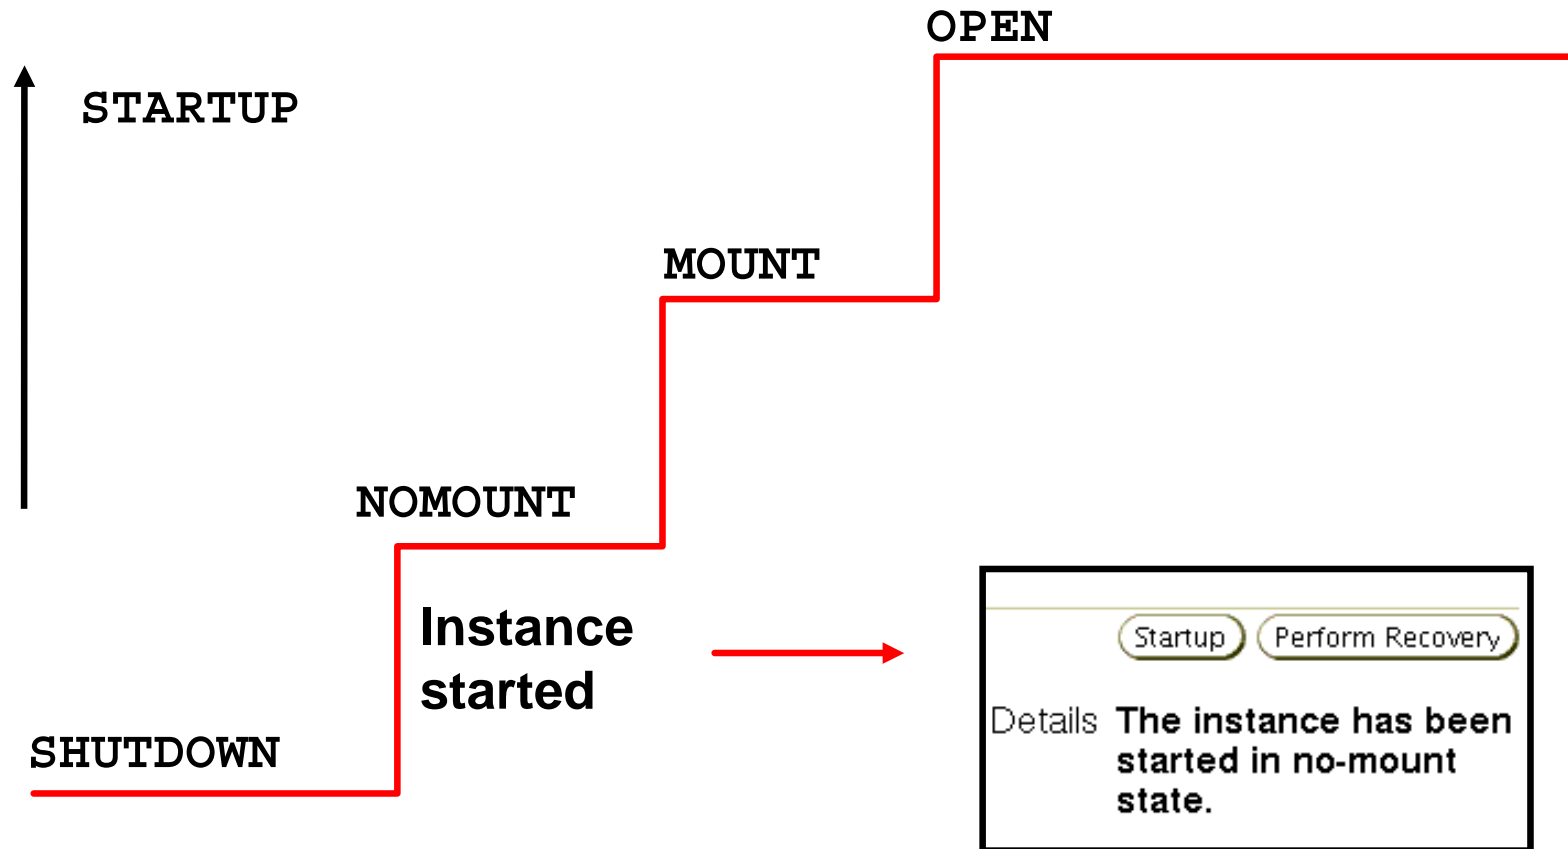 OPEN
STARTUP
MOUNT
NOMOUNT
Instance
started
Startup Perform Recovery
Details The instance has been
started in no-mount
state.
SHUTDOWN